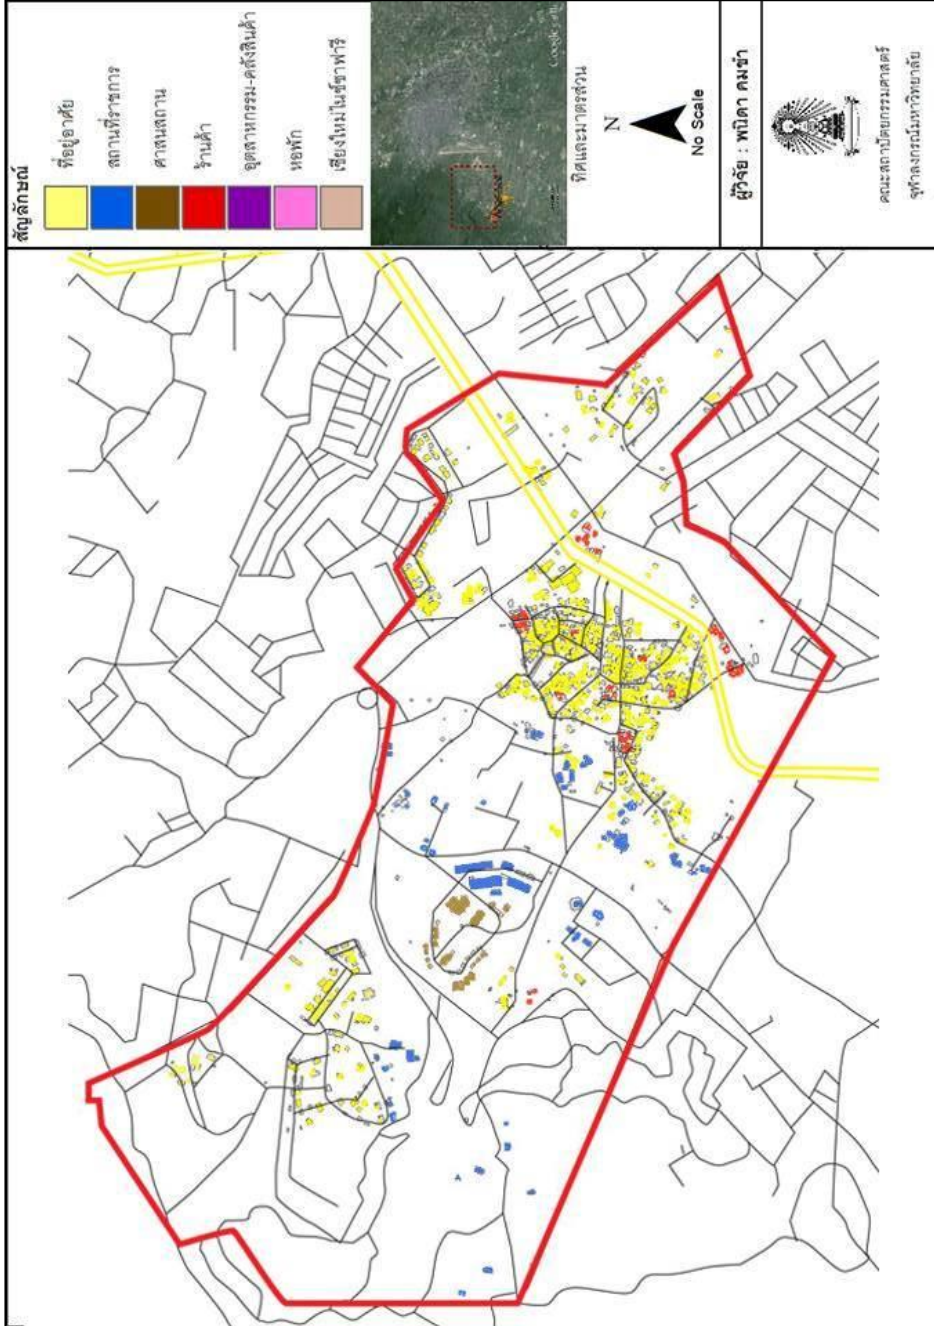 สัญลักษณ์
ที่อยู่อาศัย
สถานที่ราชการ
ศาสนสถาน
ร้านค้า
อุตสาหกรรม-คลังสินค้า
หอพัก
เชียงใหม่ไนซ์ซาฟารี
Google
ทิศและมาตรส่วน
N
No Scale
ผู้วิจัย : พนิดา คมขำ
คณะสถาปัตยกรรมศาสตร์
จุฬาลงกรณ์มหาวิทยาลัย
A